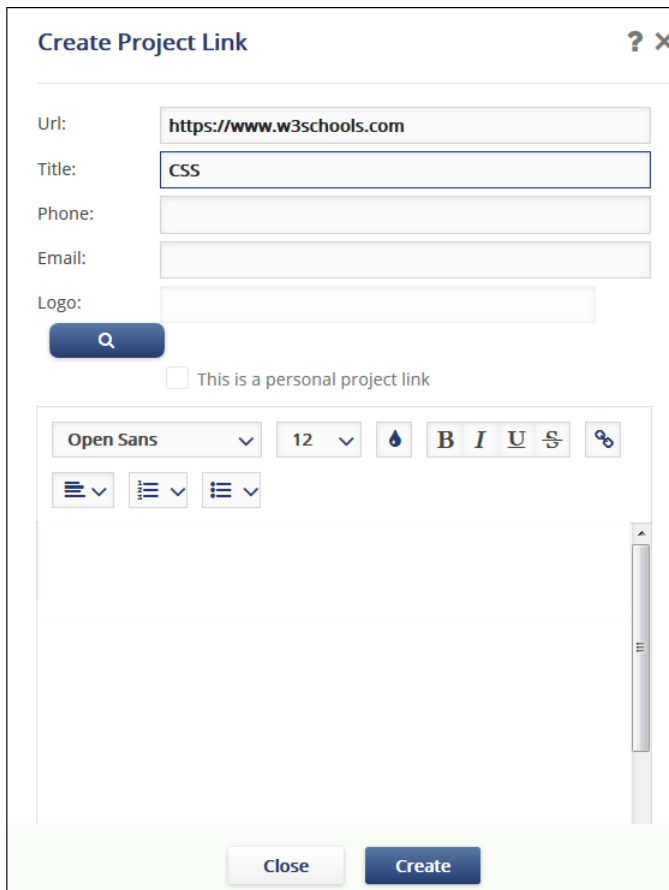 Create Project Link ? ×
Url: https://www.w3schools.com
Title: CSS
Phone:
Email:
Logo:
This is a personal project link
Open Sans 12 B I U S
Close Create